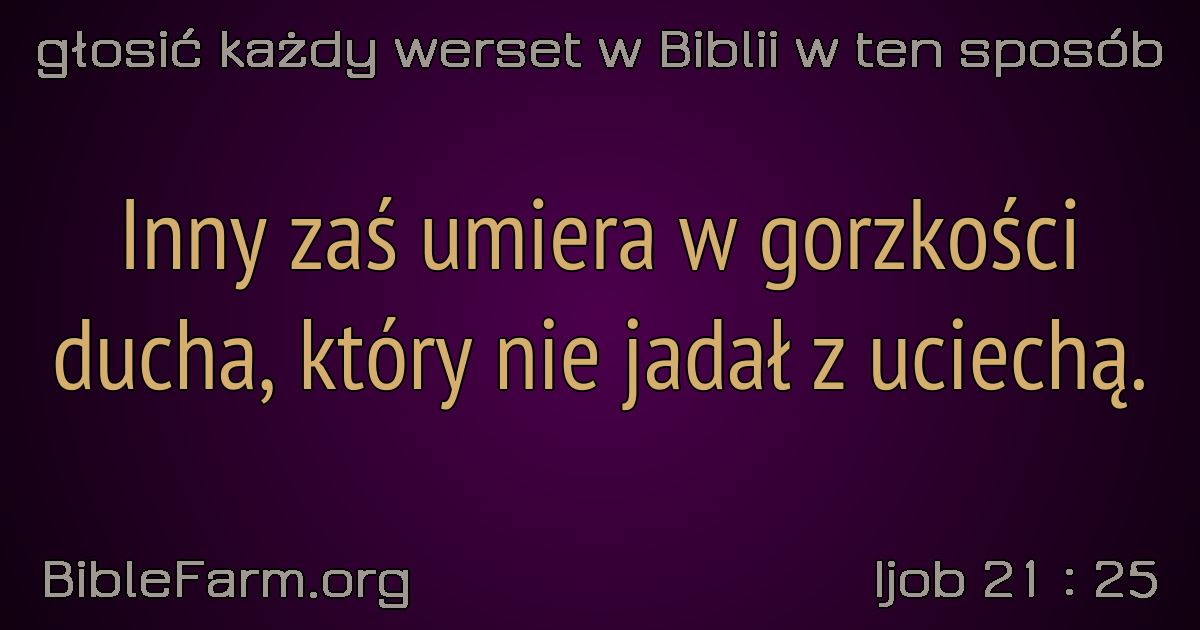 głosić każdy werset w Biblii w ten sposób
Inny zaś umiera w gorzkości
ducha, który nie jadał z uciechą.
BibleFarm.org
Ijob 21 : 25